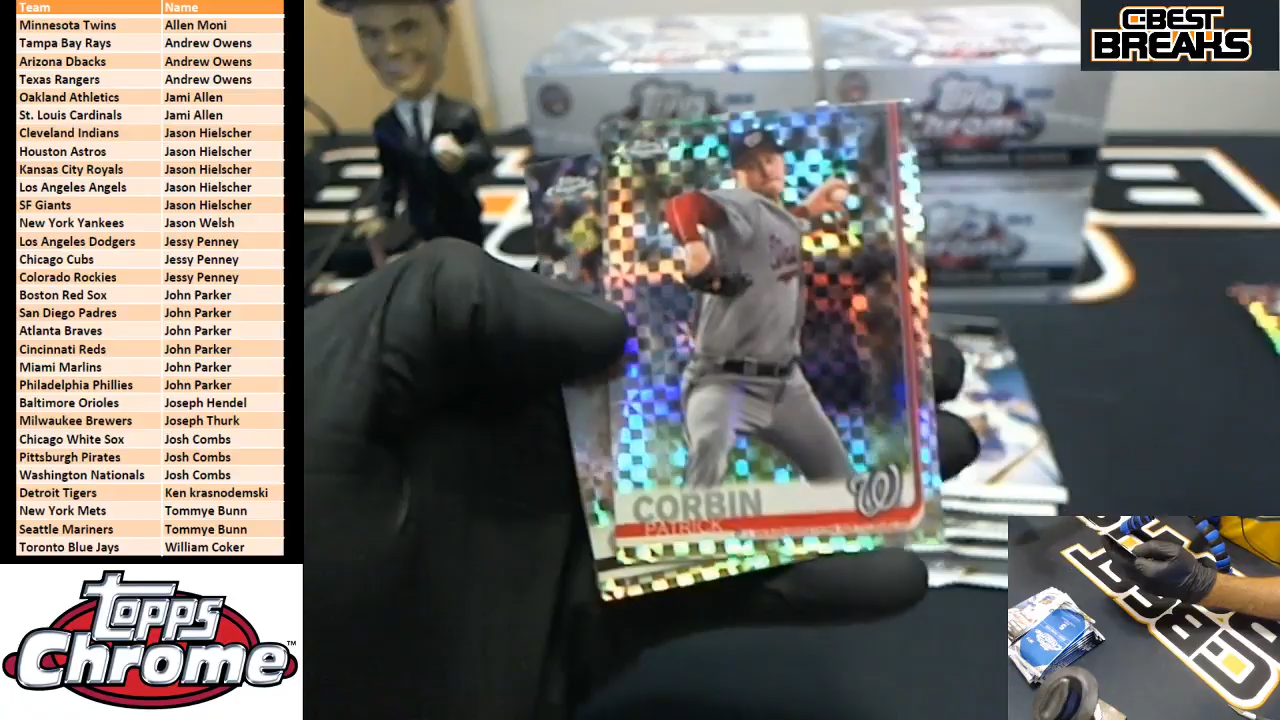 Team Name
Minnesota Twins Allen Moni
Tampa Bay Rays Andrew Owens
Arizona Dbacks Andrew Owens
Texas Rangers Andrew Owens
Oakland Athletics Jami Allen
St. Louis Cardinals Jami Allen
Cleveland Indians Jason Hielscher
Houston Astros Jason Hielscher
Kansas City Royals Jason Hielscher
Los Angeles Angels Jason Hielscher
SF Giants Jason Hielscher
New York Yankees Jason Welsh
Los Angeles Dodgers Jessy Penney
Chicago Cubs Jessy Penney
Colorado Rockies Jessy Penney
Boston Red Sox John Parker
San Diego Padres John Parker
Atlanta Braves John Parker
Cincinnati Reds John Parker
Miami Marlins John Parker
Philadelphia Phillies John Parker
Baltimore Orioles Joseph Hendel
Milwaukee Brewers Joseph Thurk
Chicago White Sox Josh Combs
Pittsburgh Pirates Josh Combs
Washington Nationals Josh Combs
Detroit Tigers Ken krasnodemski
New York Mets Tommye Bunn
Seattle Mariners Tommye Bunn
Toronto Blue Jays William Coker
Topps
Chrome™
CBEST
BREAKS
Topps
Chrome
CORBIN
PATRICK
W